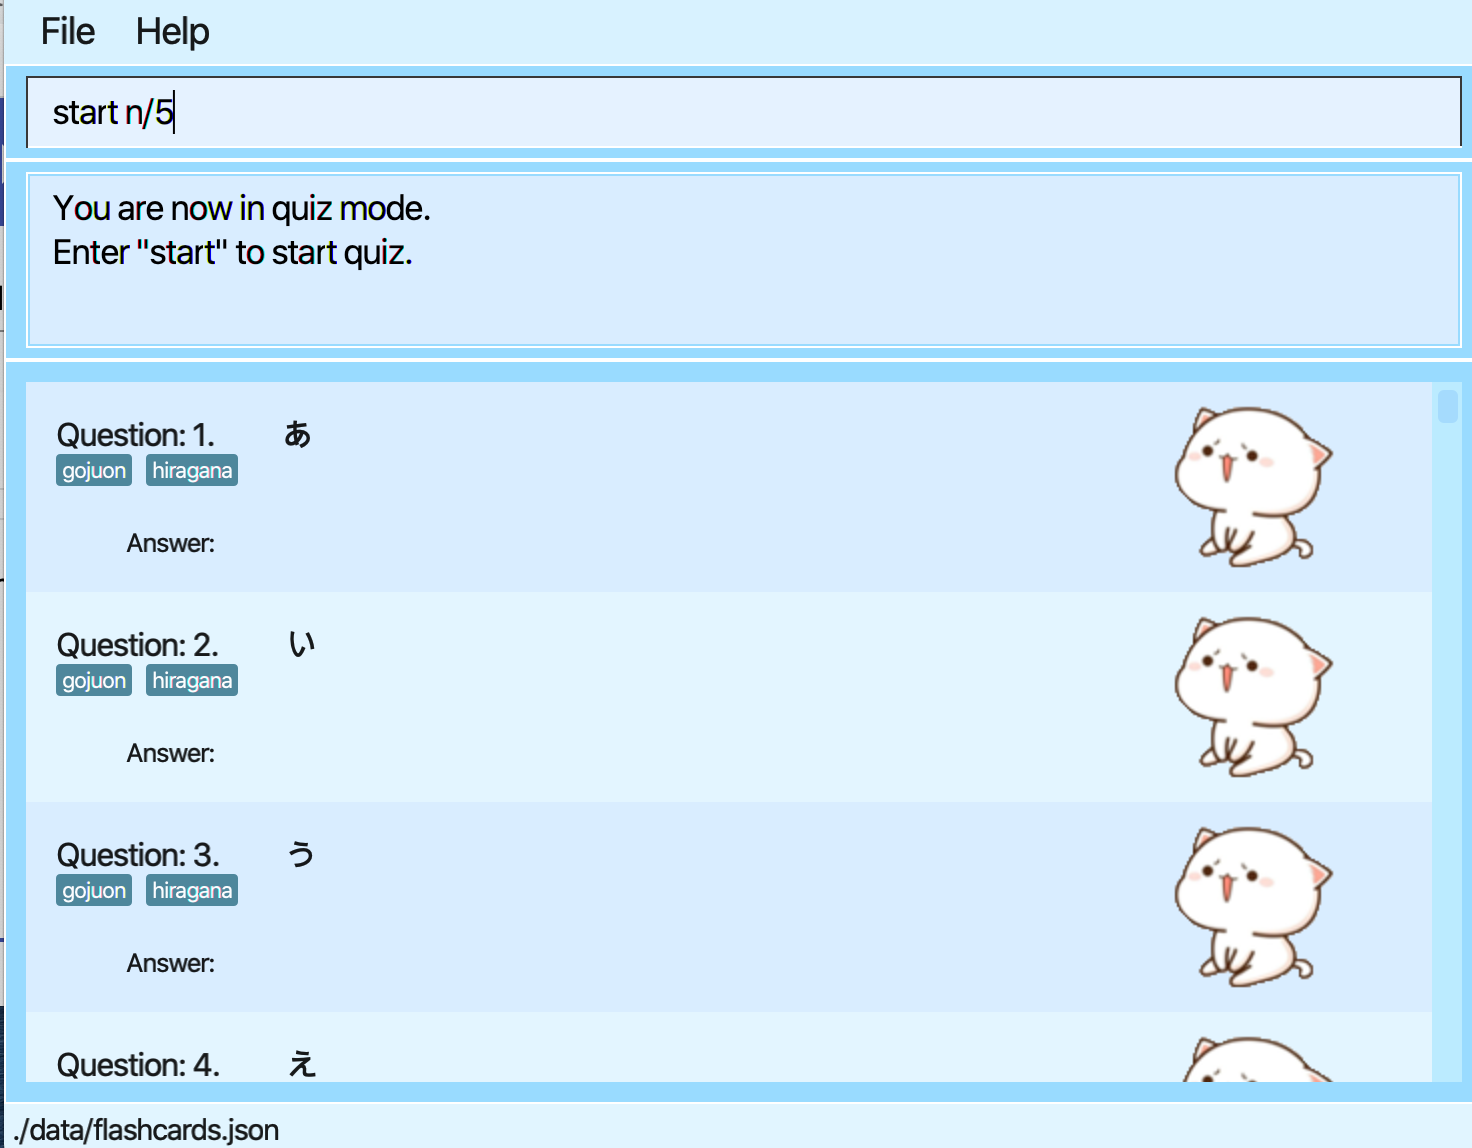 File Help
start n/5
You are now in quiz mode.
Enter "start" to start quiz.
Question: 1. あ
gojuon hiragana
Answer:
Question: 2. い
gojuon hiragana
Answer:
Question: 3. う
gojuon hiragana
Answer:
Question: 4. え
./data/flashcards.json